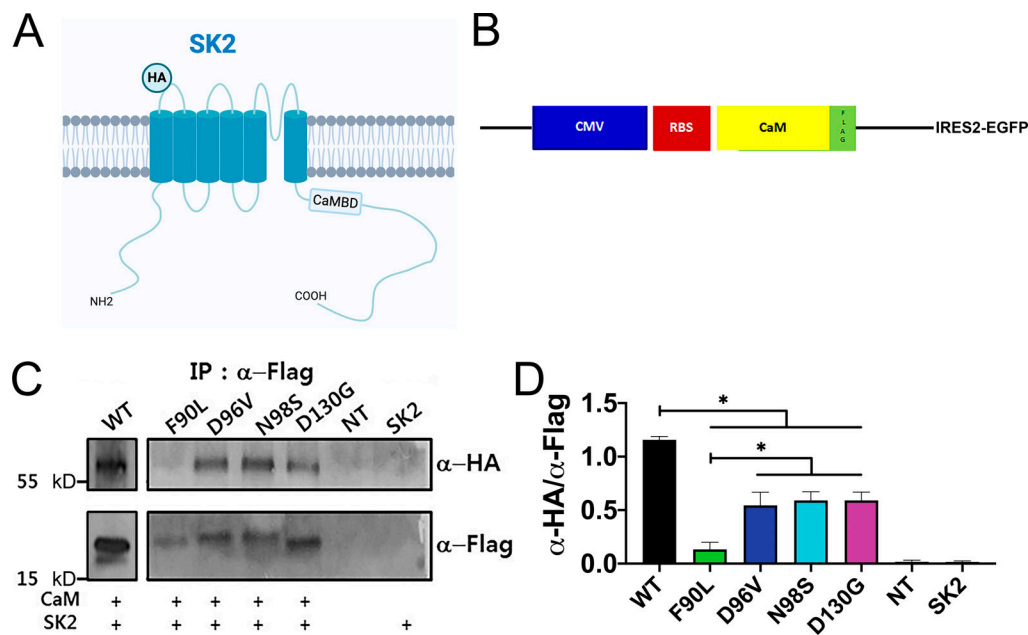 A
SK2
HA
CaMBD
NH2
COOH
B
CMV
RBS
CaM
FLAG
IRES2-EGFP
C
IP : α-Flag
WT
F90L
D96V
N98S
D130G
NT
SK2
α-HA
55 kD
α-Flag
15 kD
CaM + + + + +
SK2 + + + + + +
D
α-HA/α-Flag
1.5
1.0
0.5
0.0
*
*
WT
F90L
D96V
N98S
D130G
NT
SK2